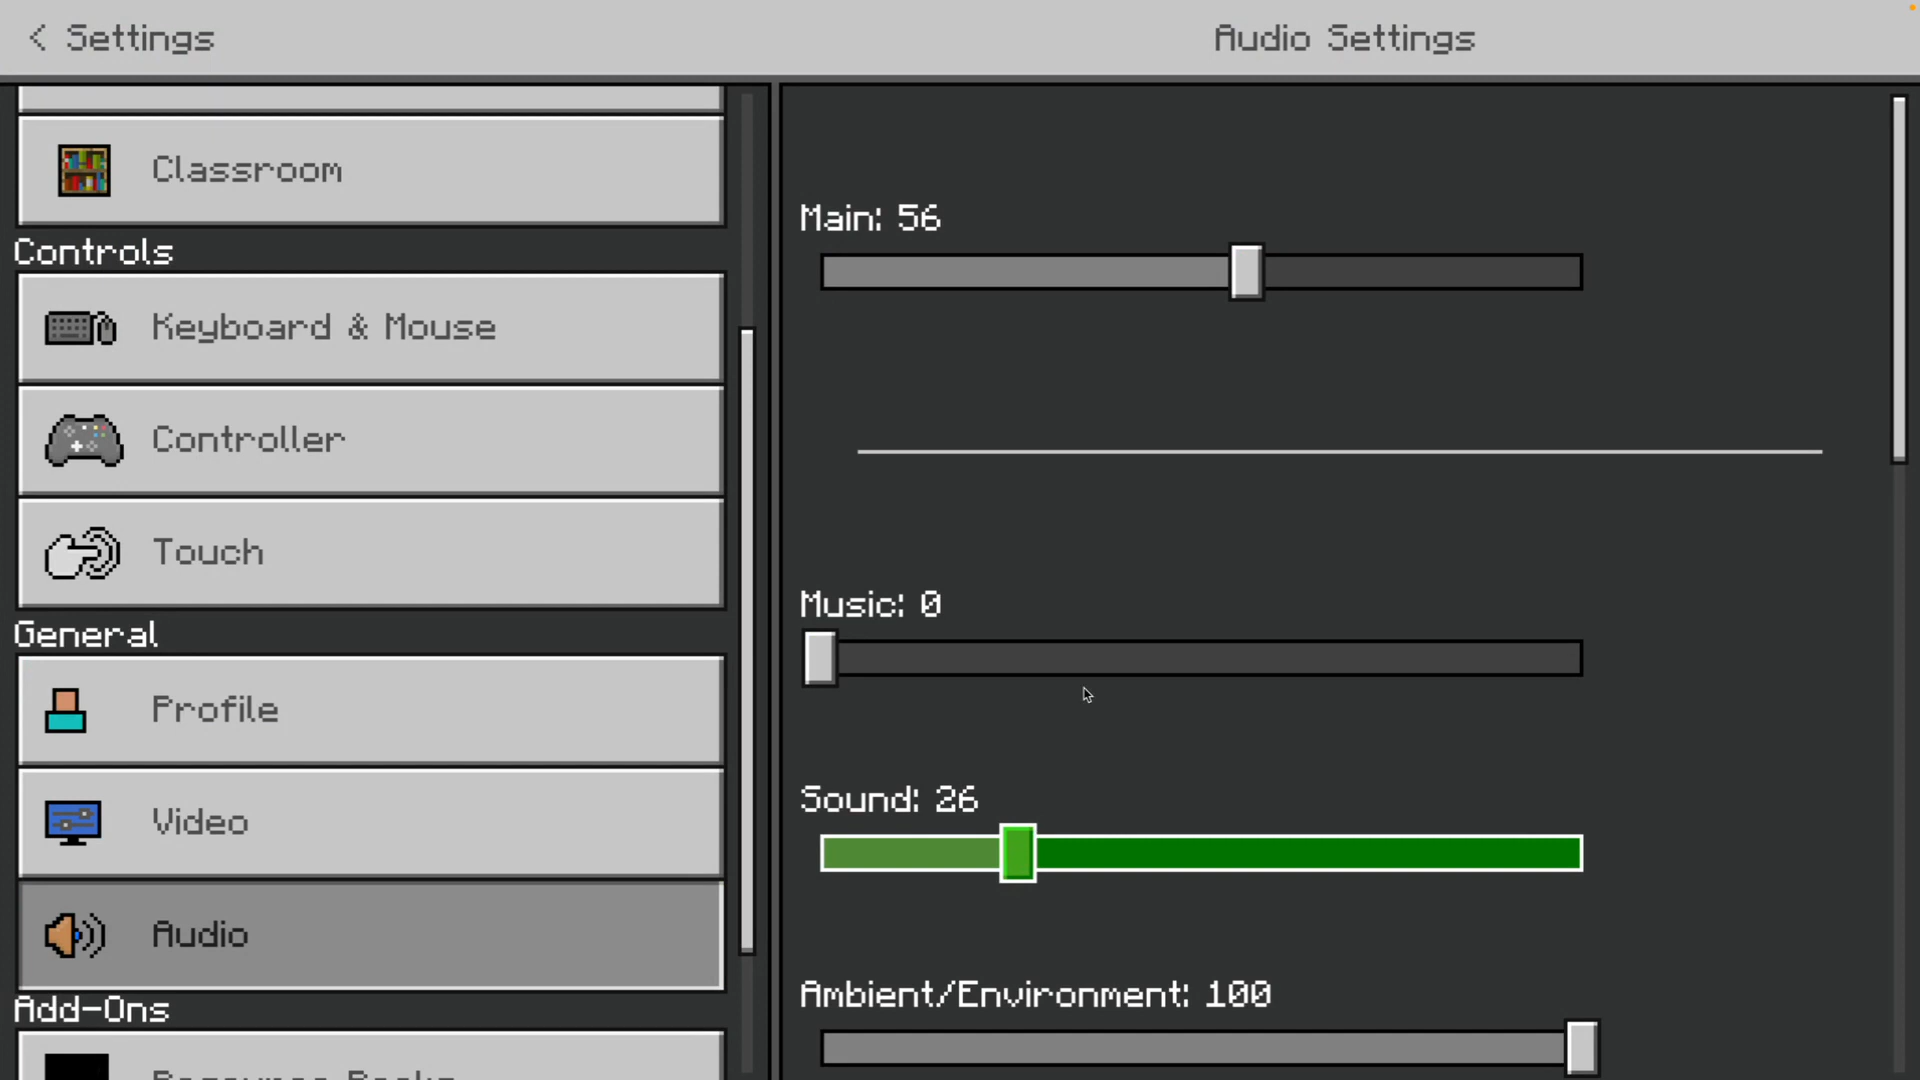 < Settings
Audio Settings
Classroom
Controls
Keyboard & Mouse
Controller
Touch
General
Profile
Video
Audio
Add-Ons
Main: 56
Music: 0
Sound: 26
Ambient/Environment: 100